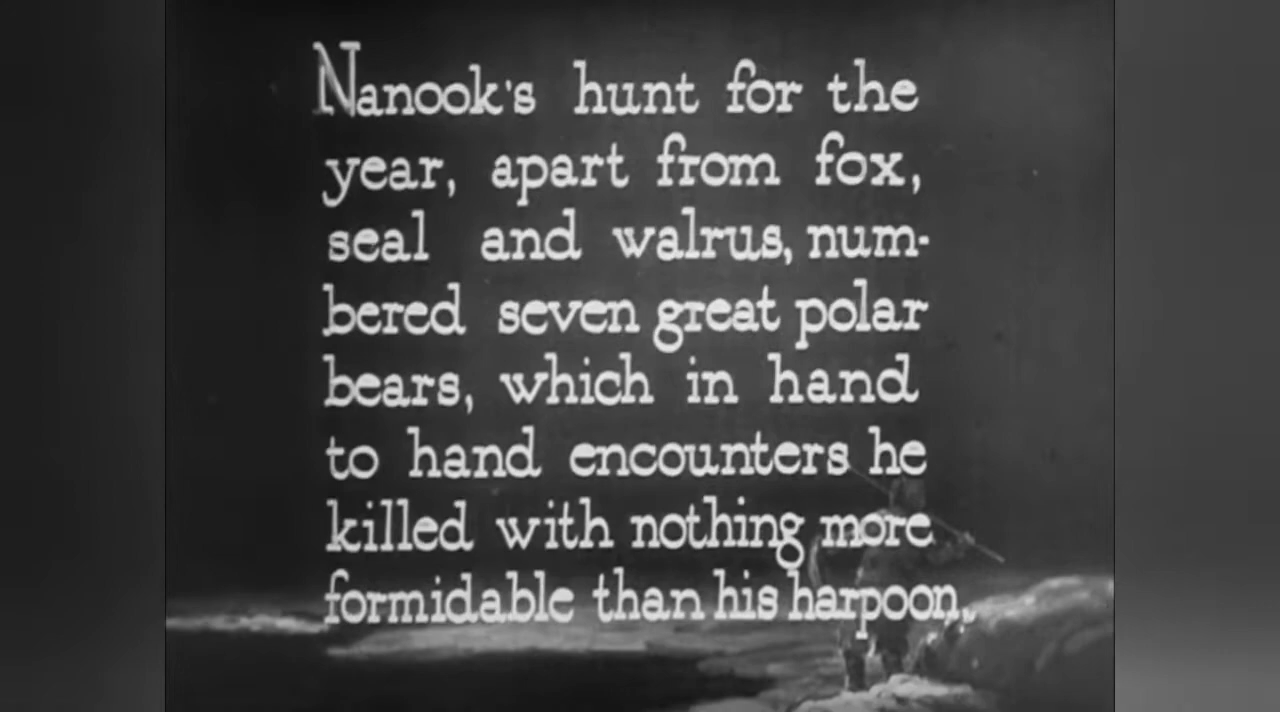 Nanook's hunt for the
year, apart from fox,
seal and walrus, num-
bered seven great polar
bears, which in hand
to hand encounters he
killed with nothing more
formidable than his harpoon.